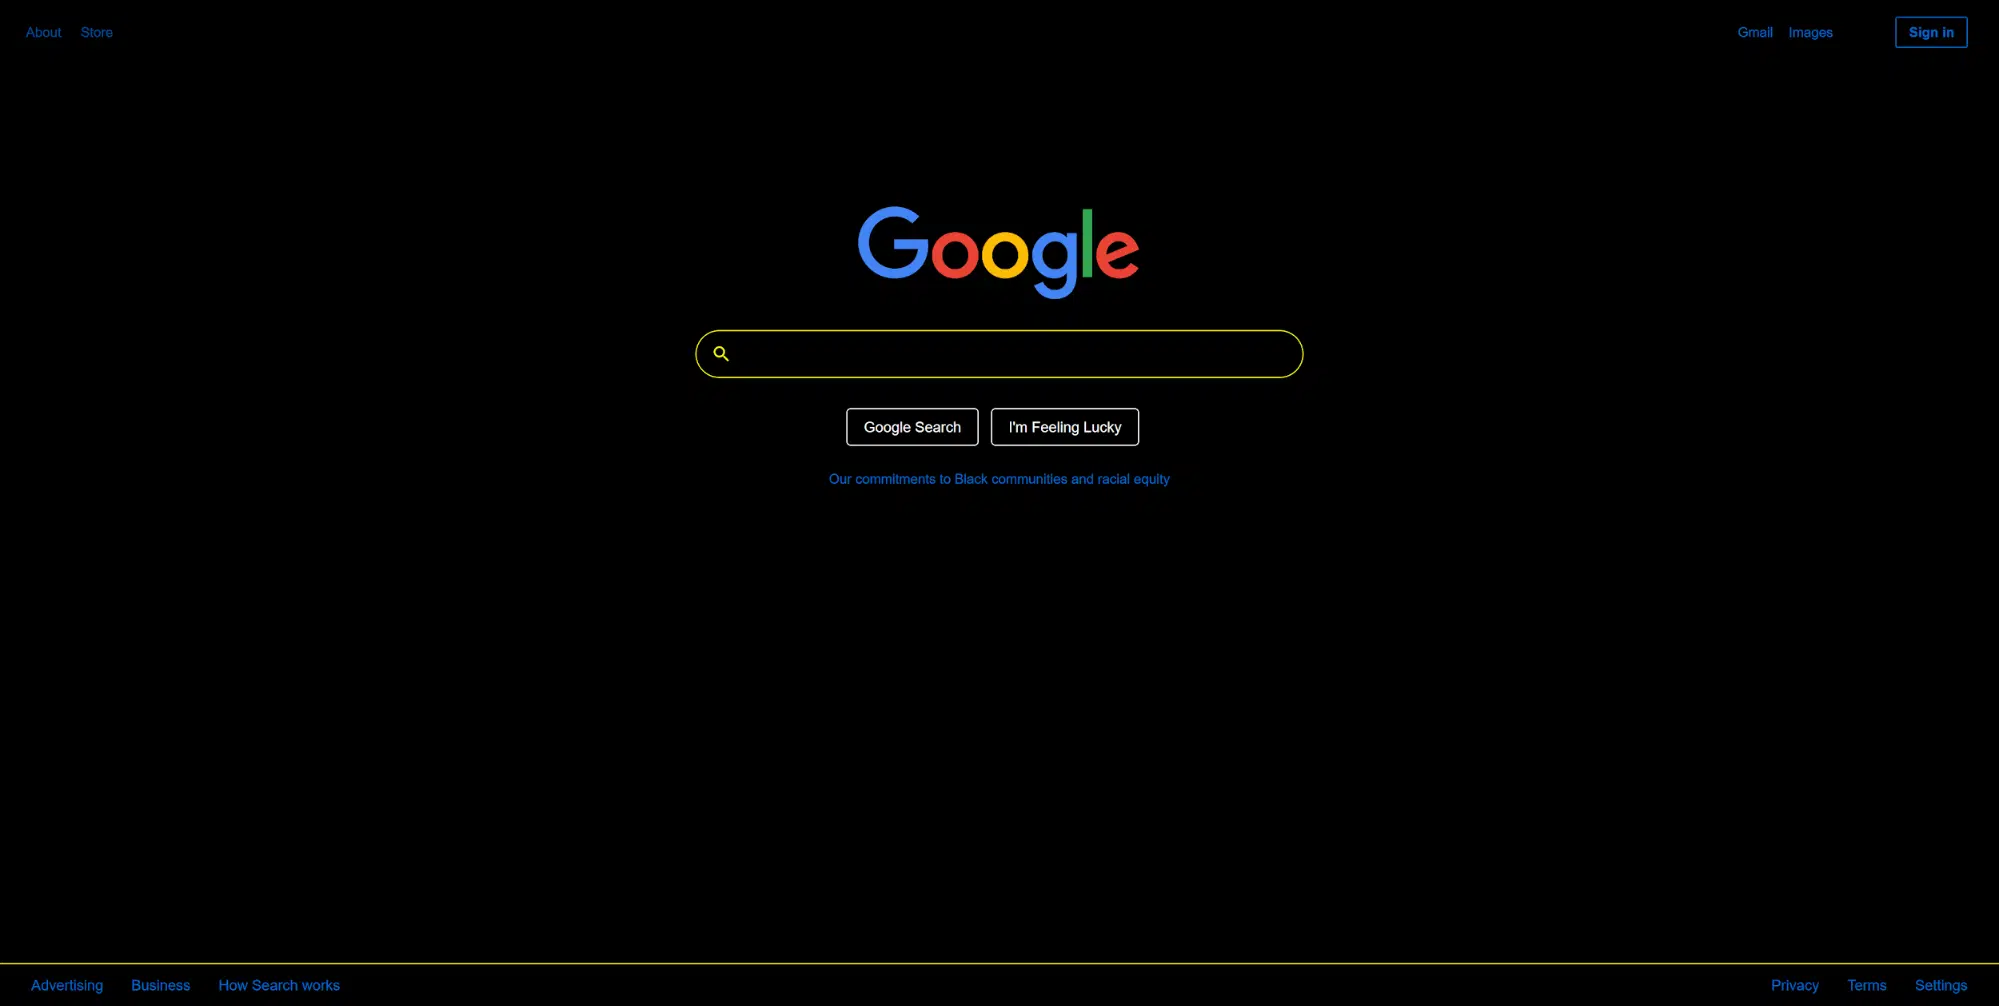 About Store Gmail Images Sign in
Google
Google Search I'm Feeling Lucky
Our commitments to Black communities and racial equity
Advertising Business How Search works Privacy Terms Settings